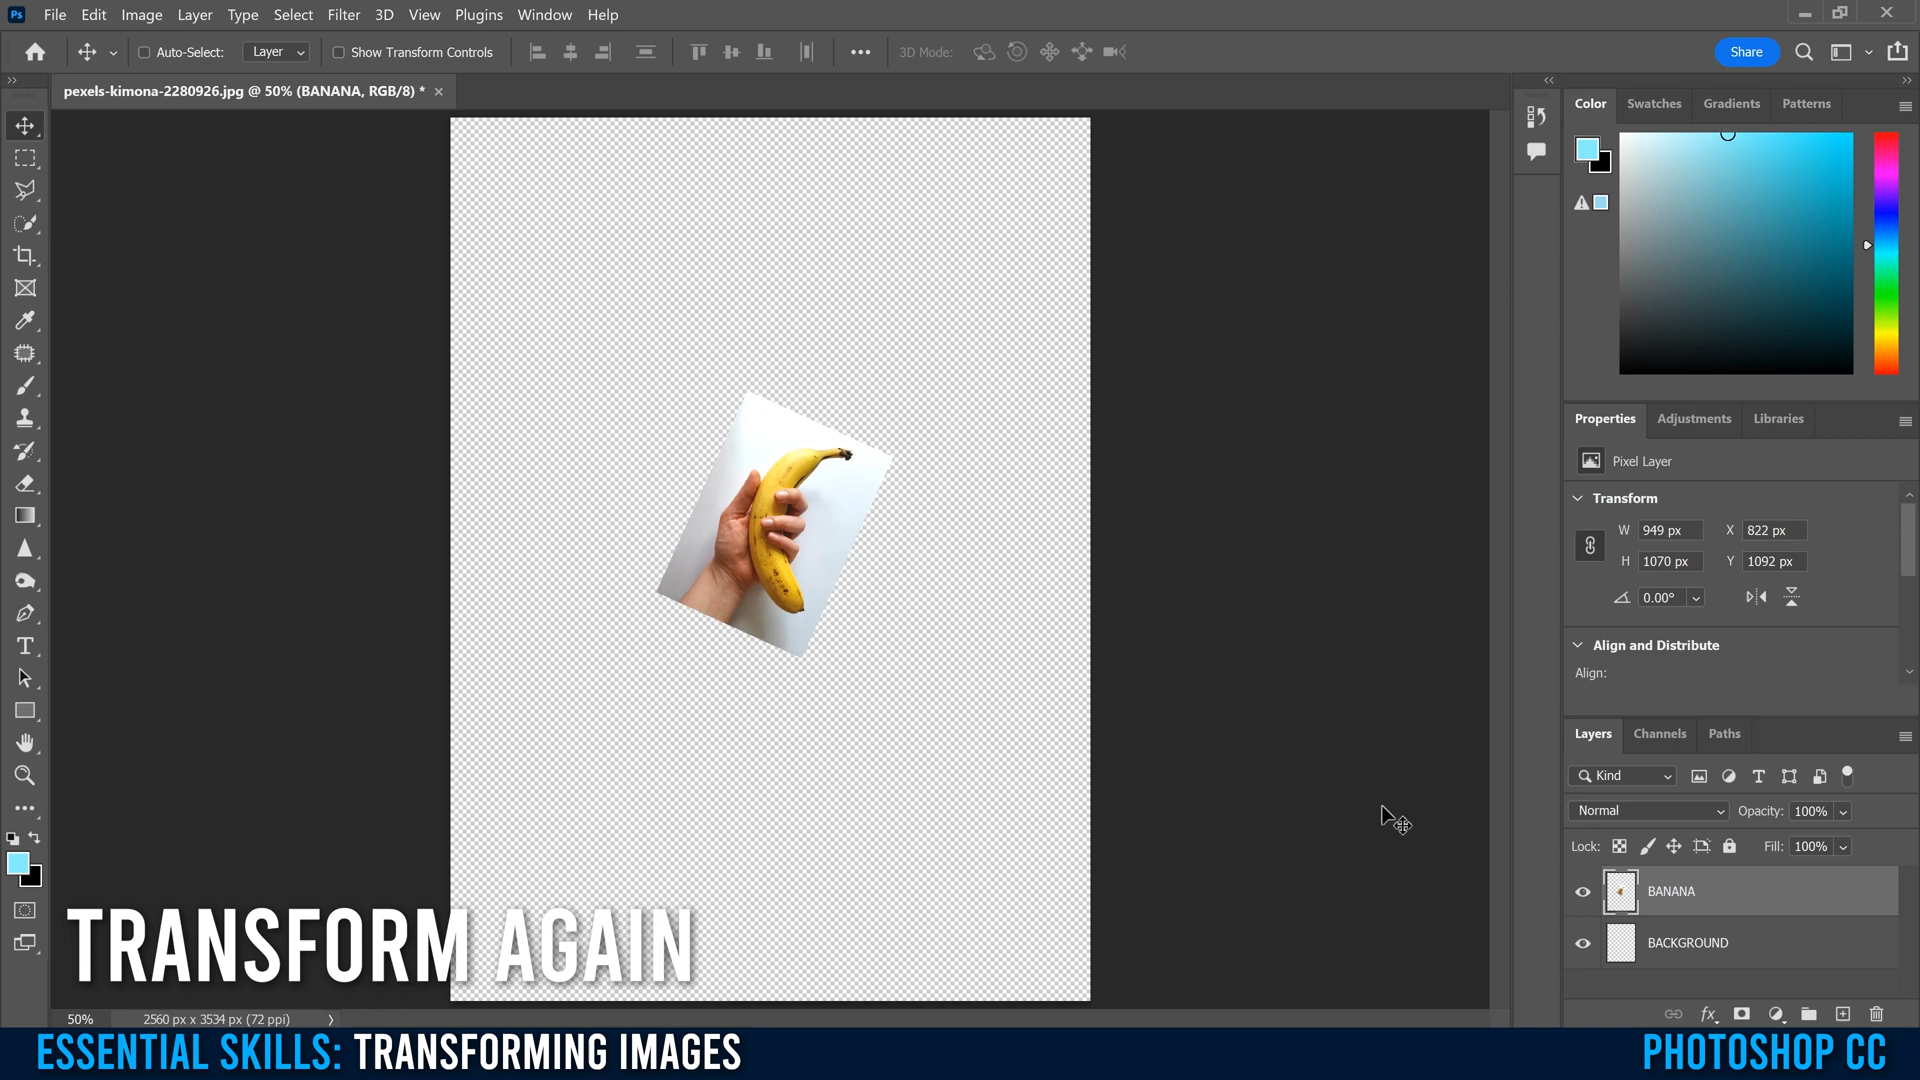 Ps File Edit Image Layer Type Select Filter 3D View Plugins Window Help
Auto-Select: Layer Show Transform Controls 3D Mode: Share
pexels-kimona-2280926.jpg @ 50% (BANANA, RGB/8) *
Color Swatches Gradients Patterns
Properties Adjustments Libraries
Pixel Layer
Transform
W 949 px X 822 px
H 1070 px Y 1092 px
0.00°
Align and Distribute
Align:
Layers Channels Paths
Kind
Normal Opacity: 100%
Lock: Fill: 100%
BANANA
BACKGROUND
fx
TRANSFORM AGAIN
50% 2560 px x 3534 px (72 ppi)
ESSENTIAL SKILLS: TRANSFORMING IMAGES
PHOTOSHOP CC